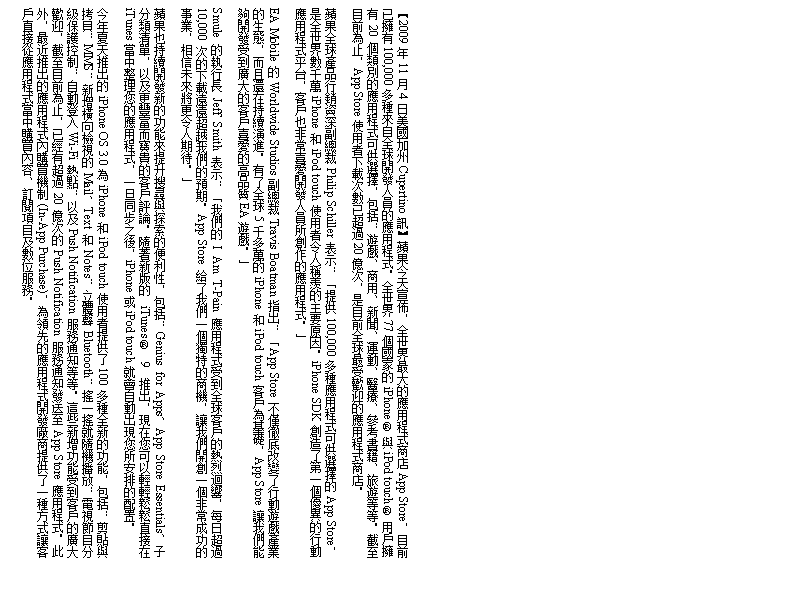 【2009 年 11 月 4 日美國加州 Cupertino 訊】蘋果今天宣佈，全世界最大的應用程式商店 App Store，目前
已擁有 100,000 多種來自全球開發人員的應用程式。全世界 77 個國家的 iPhone® 與 iPod touch® 用戶擁
有 20 個類別的應用程式可供選擇，包括：遊戲、商用、新聞、運動、醫療、參考書籍、旅遊等等。截至
目前為止，App Store 使用者下載次數已超過 20 億次，是目前全球最受歡迎的應用程式商店。
蘋果全球產品行銷資深副總裁 Philip Schiller 表示：「提供 100,000 多種應用程式可供選擇的 App Store，
是全世界數千萬 iPhone 和 iPod touch 使用者令人稱羨的主要原因。iPhone SDK 創造了第一個優異的行動
應用程式平台，客戶也非常喜愛開發人員所創作的應用程式。」
EA Mobile 的 Worldwide Studios 副總裁 Travis Boatman 指出：「App Store 不僅徹底改變了行動遊戲產業
的生態，而且還在持續演進。有了全球 5 千多萬的 iPhone 和 iPod touch 客戶為基礎，App Store 讓我們能
夠開發受到廣大的客戶喜愛的高品質 EA 遊戲。」
Smule 的執行長 Jeff Smith 表示：「我們的 I Am T-Pain 應用程式受到全球客戶的熱烈迴響，每日超過
10,000 次的下載遠遠超越我們的預期。App Store 給了我們一個獨特的商機，讓我們開創一個非常成功的
事業，相信未來將更令人期待。」
蘋果也持續開發新的功能來提升搜尋與探索的便利性，包括：Genius for Apps、App Store Essentials、子
分類清單，以及更豐富而寶貴的客戶評論。隨著新版的 iTunes® 9 推出，現在您可以輕輕鬆鬆直接在
iTunes 當中整理您的應用程式，一旦同步之後，iPhone 或 iPod touch 就會自動出現您所安排的配置。
今年夏天推出的 iPhone OS 3.0 為 iPhone 和 iPod touch 使用者提供了 100 多種全新的功能，包括：剪貼與
拷貝；MMS；新增橫向檢視的 Mail、Text 和 Notes；立體聲 Bluetooth；搖一搖就隨機播放；電視節目分
級保護控制；自動登入 Wi-Fi 熱點；以及 Push Notification 服務通知等等。這些新增功能受到客戶的廣大
歡迎，截至目前為止，已經有超過 20 億次的 Push Notification 服務通知發送至 App Store 應用程式。此
外，最近推出的應用程式內購買機制 (In-App Purchase)，為領先的應用程式開發廠商提供了一種方式讓客
戶直接從應用程式當中購買內容、訂閱項目及數位服務。